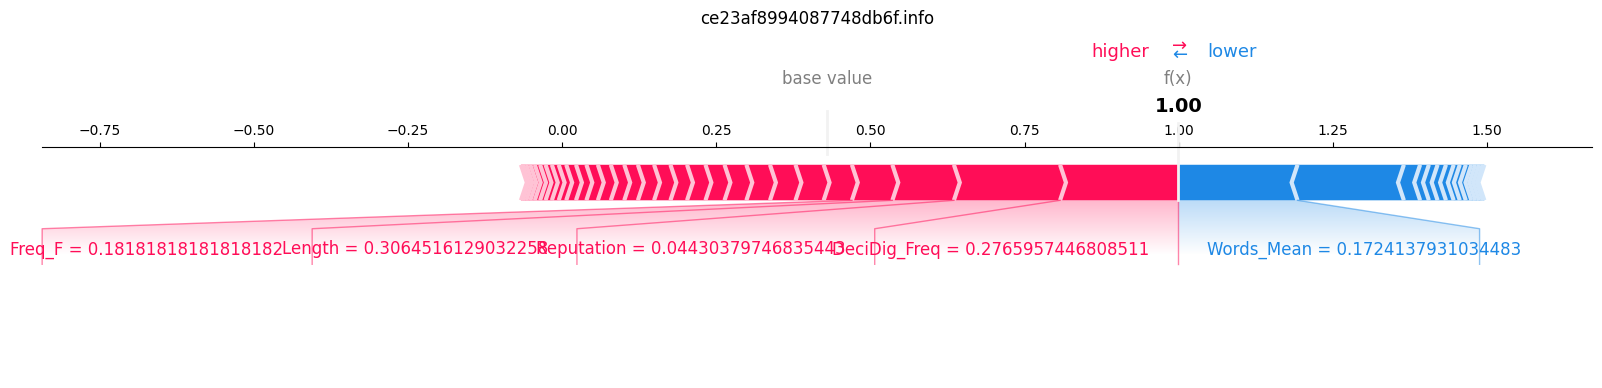 ce23af8994087748db6f.info
higher → ← lower
base value f(x)
1.00
−0.75 −0.50 −0.25 0.00 0.25 0.50 0.75 1.00 1.25 1.50
Freq_F = 0.18181818181818182 Length = 0.3064516129032258 Reputation = 0.04430379746835443 DeciDig_Freq = 0.2765957446808511 Words_Mean = 0.1724137931034483